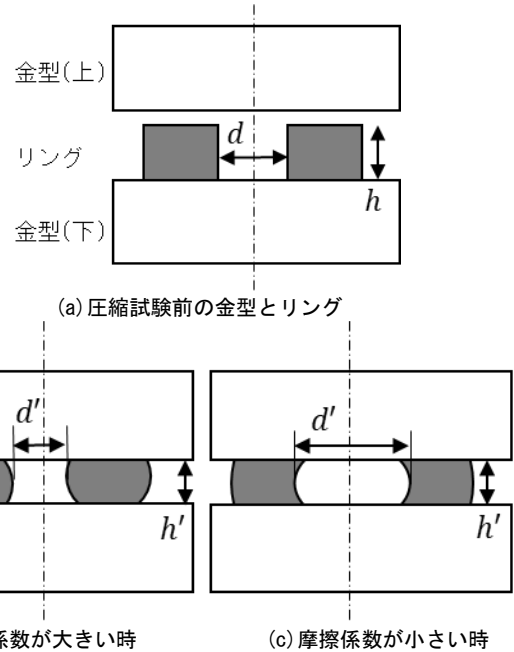 金型(上)
リング
d
h
金型(下)
(a)圧縮試験前の金型とリング
d′
d′
h′
h′
係数が大きい時
(c)摩擦係数が小さい時